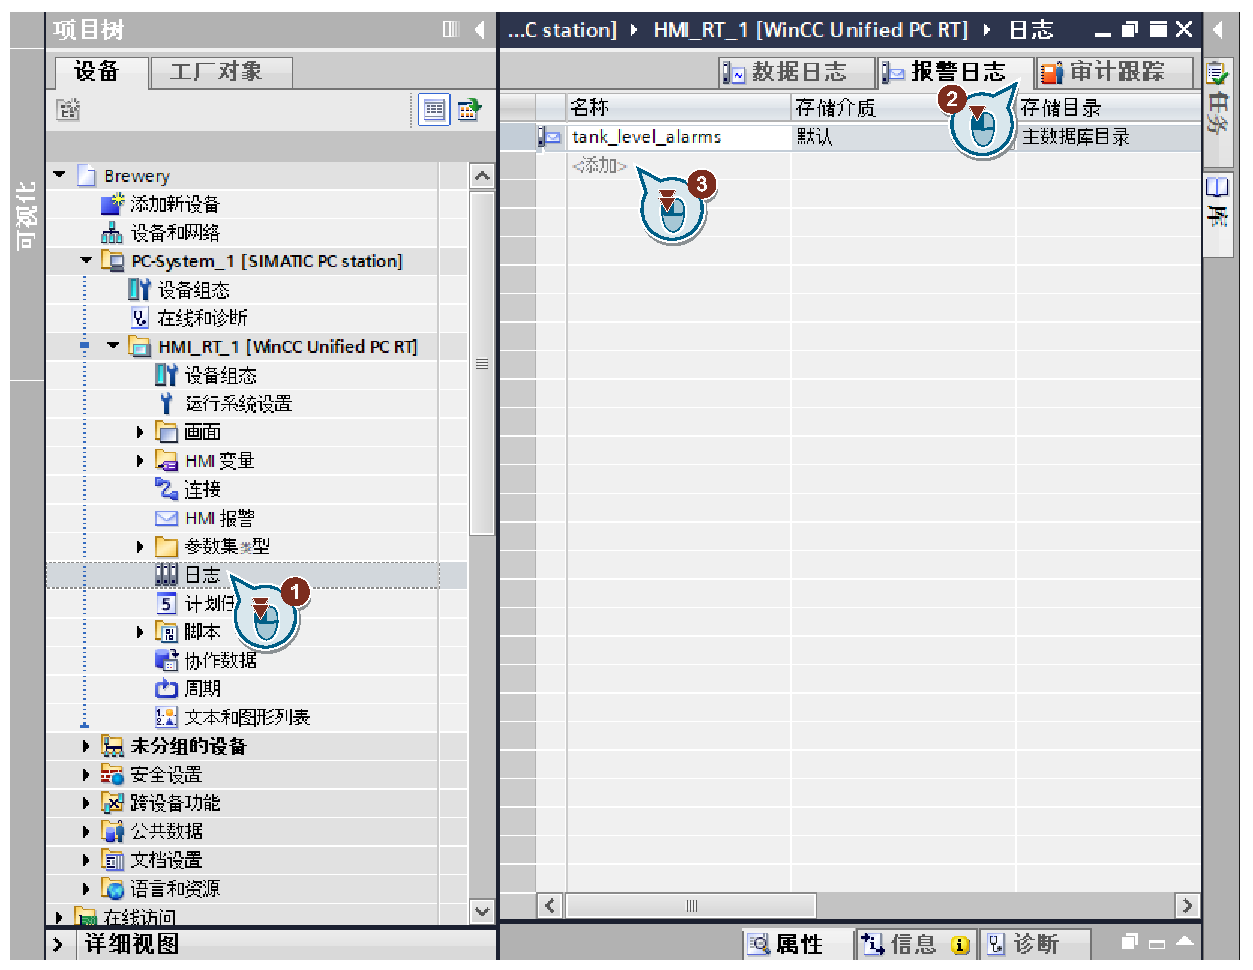 项目树
设备
工厂对象
可视化
Brewery
添加新设备
设备和网络
PC-System_1 [SIMATIC PC station]
设备组态
在线和诊断
HMI_RT_1 [WinCC Unified PC RT]
设备组态
运行系统设置
画面
HMI 变量
连接
HMI 报警
参数集类型
日志
1
计划任
脚本
协作数据
周期
文本和图形列表
未分组的设备
安全设置
跨设备功能
公共数据
文档设置
语言和资源
在线访问
详细视图
...C station] HMI_RT_1 [WinCC Unified PC RT] 日志
数据日志
报警日志
审计跟踪
2
名称
存储介质
存储目录
tank_level_alarms
默认
主数据库目录
<添加>
3
属性
信息
诊断
任务
库